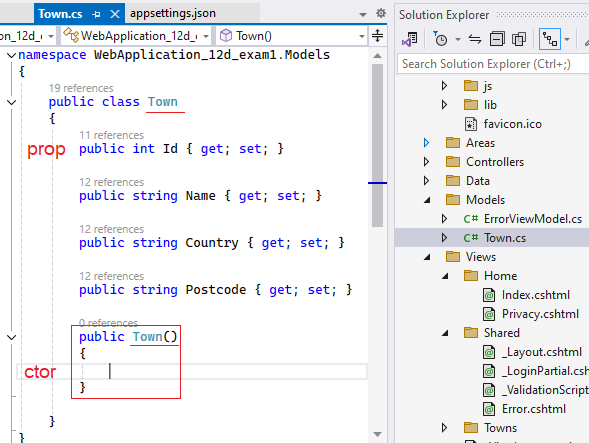 Town.cs
appsettings.json
Solution Explorer
on_12d_e
WebApplication_12d_e
Town()
Search Solution Explorer (Ctrl+;)
namespace WebApplication_12d_exam1.Models
{
19 references
public class Town
{
11 references
prop public int Id { get; set; }
12 references
public string Name { get; set; }
12 references
public string Country { get; set; }
12 references
public string Postcode { get; set; }
0 references
public Town()
{
ctor
}
}
}
js
lib
favicon.ico
Areas
Controllers
Data
Models
C# ErrorViewModel.cs
C# Town.cs
Views
Home
Index.cshtml
Privacy.cshtml
Shared
_Layout.cshtml
_LoginPartial.csh
_ValidationScript
Error.cshtml
Towns